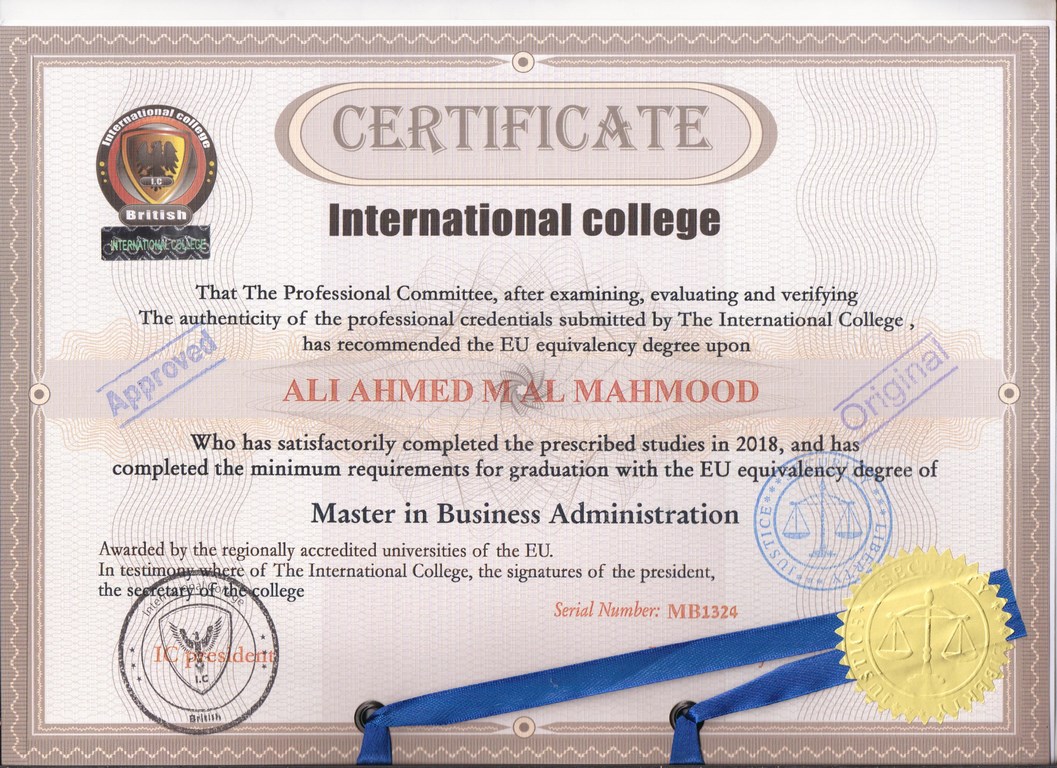 CERTIFICATE
International college
British
I.C
INTERNATIONAL COLLEGE
International college
That The Professional Committee, after examining, evaluating and verifying
The authenticity of the professional credentials submitted by The International College ,
has recommended the EU equivalency degree upon
Approved
Original
ALI AHMED M AL MAHMOOD
Who has satisfactorily completed the prescribed studies in 2018, and has
completed the minimum requirements for graduation with the EU equivalency degree of
Master in Business Administration
JUSTICE
LIBERTY
Awarded by the regionally accredited universities of the EU.
In testimony where of The International College, the signatures of the president,
the secretary of the college
Serial Number: MB1324
International College
IC president
I.C
British
JUSTICE